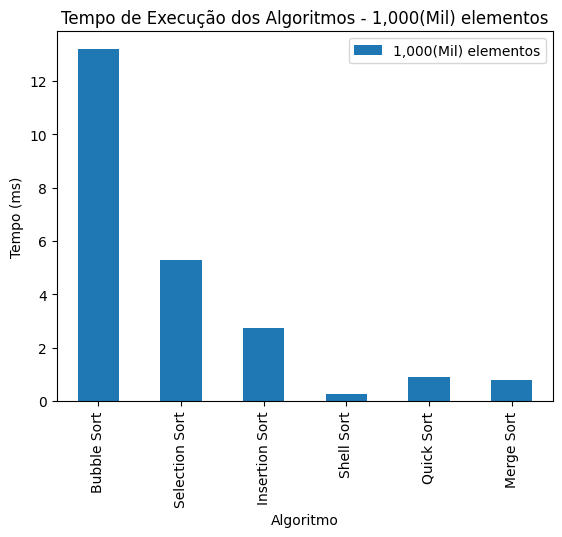 Tempo de Execução dos Algoritmos - 1,000(Mil) elementos
1,000(Mil) elementos
Tempo (ms)
12
10
8
6
4
2
0
Bubble Sort
Selection Sort
Insertion Sort
Shell Sort
Quick Sort
Merge Sort
Algoritmo